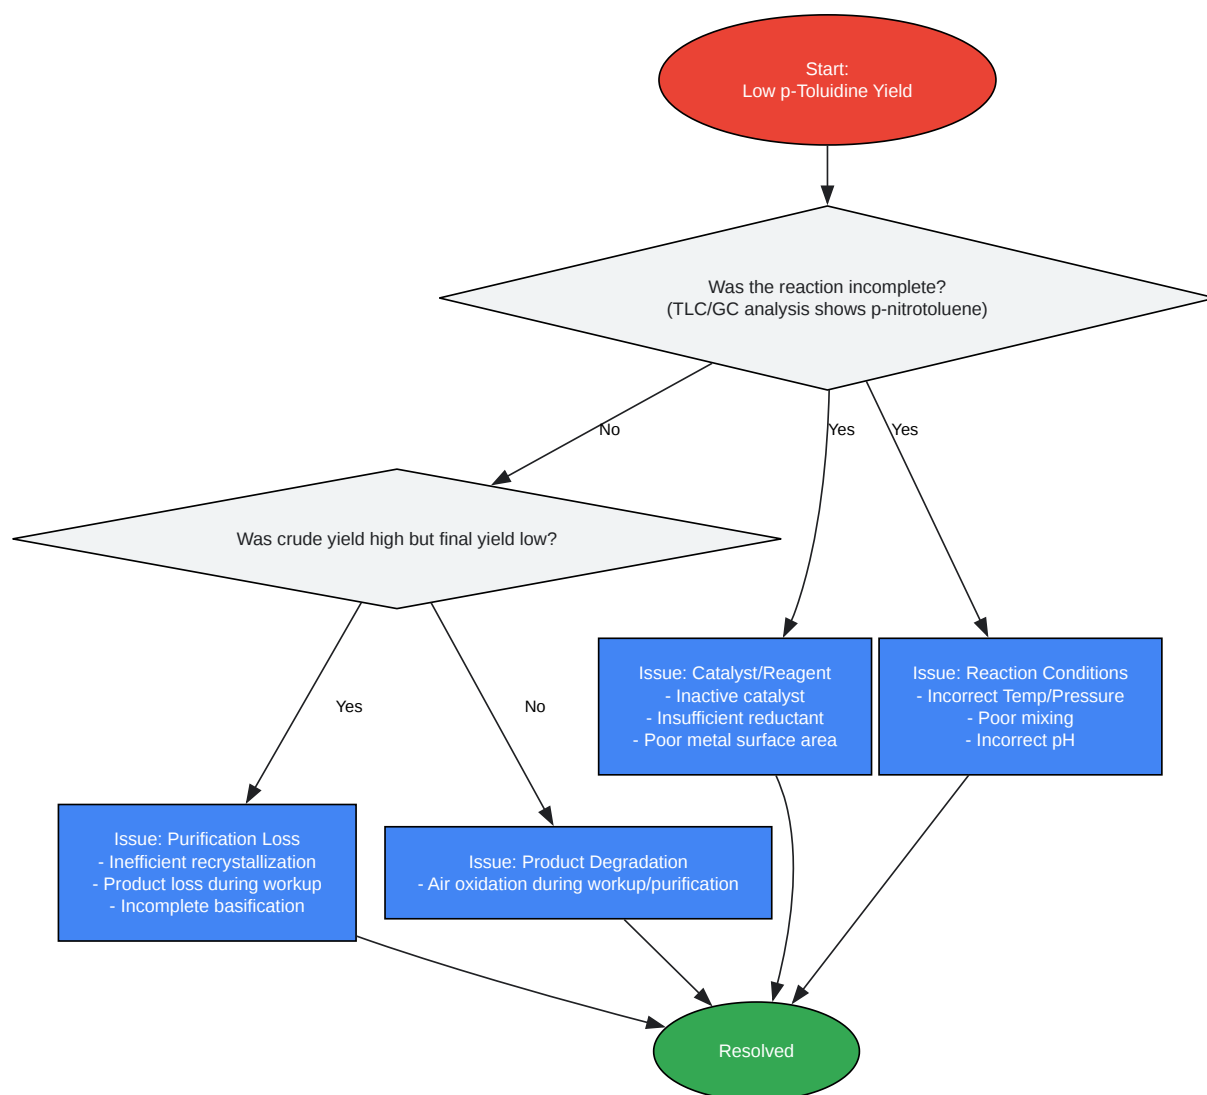 Start:
Low p-Toluidine Yield
Was the reaction incomplete?
(TLC/GC analysis shows p-nitrotoluene)
No
Yes
Yes
Was crude yield high but final yield low?
Yes
No
Issue: Catalyst/Reagent
- Inactive catalyst
- Insufficient reductant
- Poor metal surface area
Issue: Reaction Conditions
- Incorrect Temp/Pressure
- Poor mixing
- Incorrect pH
Issue: Purification Loss
- Inefficient recrystallization
- Product loss during workup
- Incomplete basification
Issue: Product Degradation
- Air oxidation during workup/purification
Resolved